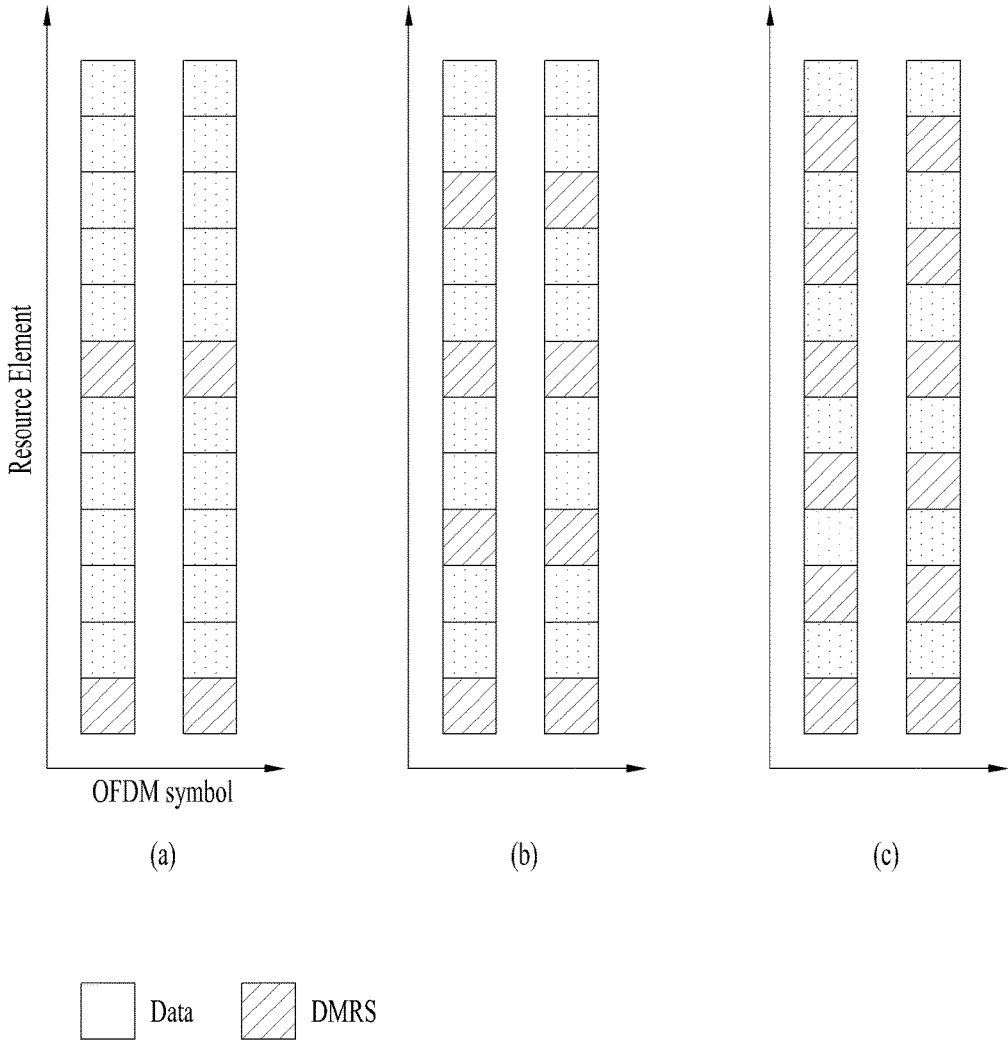 Resource Element
OFDM symbol
(a)
(b)
(c)
Data
DMRS